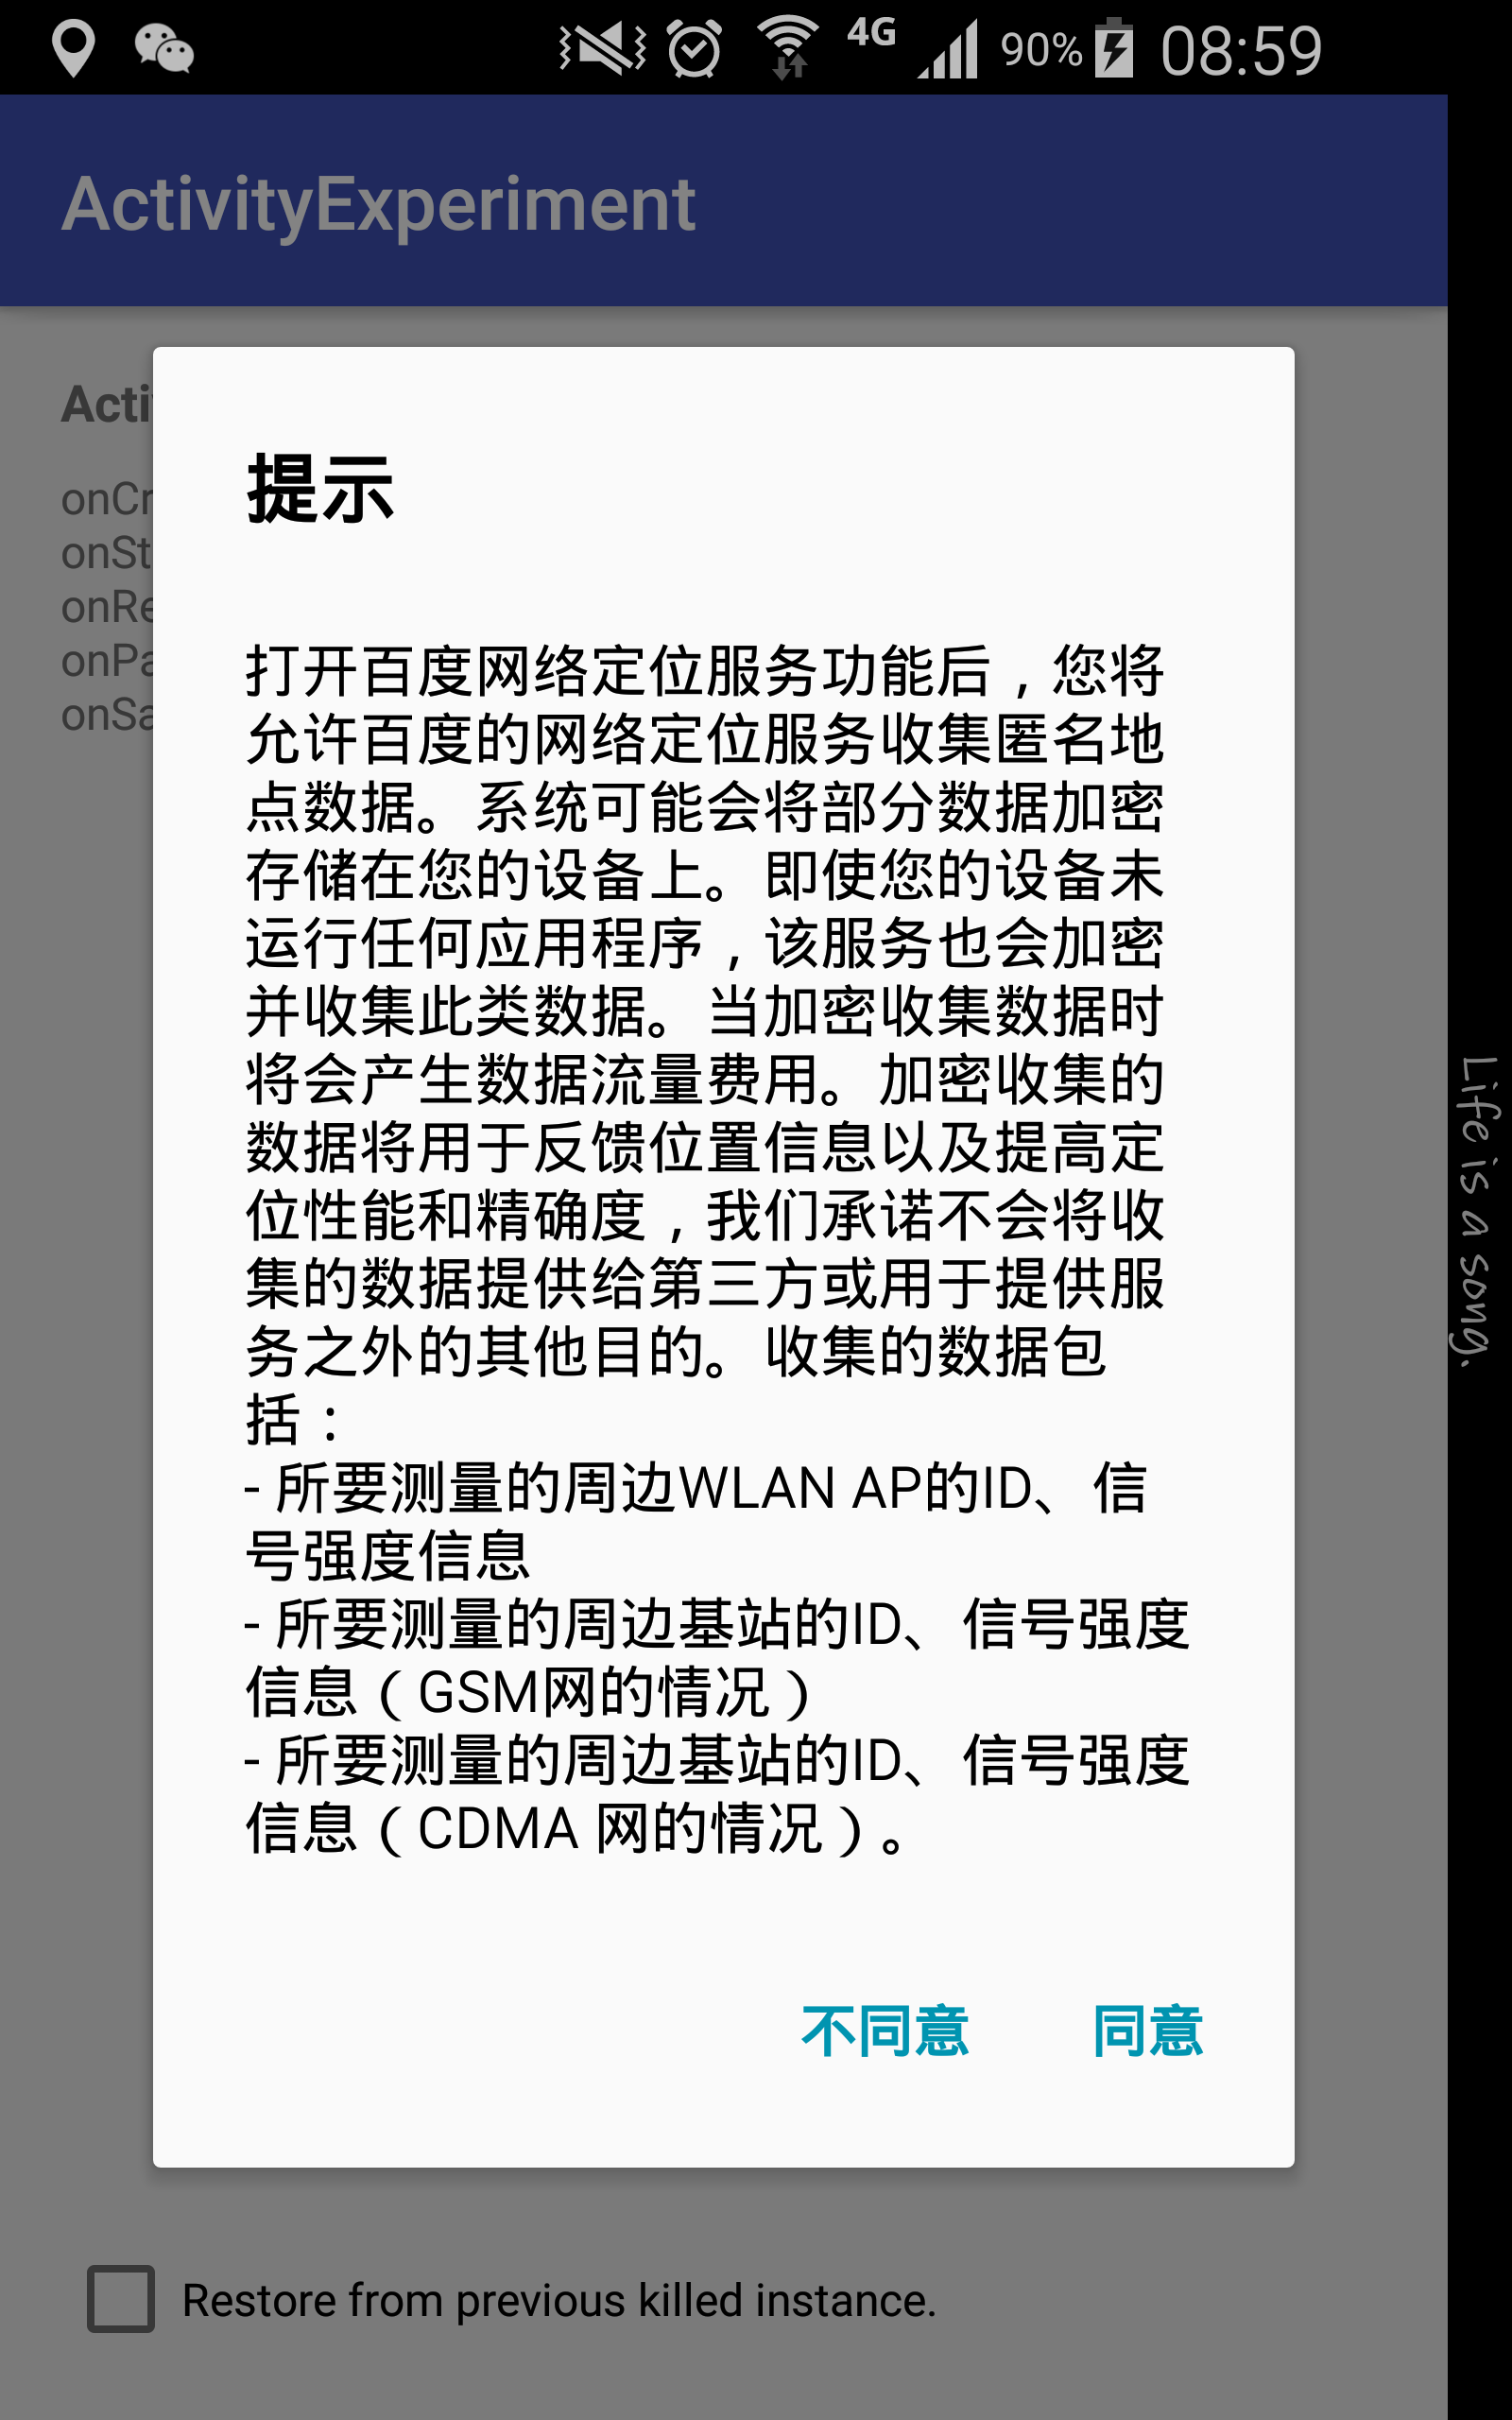 4G 90% 08:59
ActivityExperiment
Acti
onCr
onSt
onRe
onPa
onSa
提示
打开百度网络定位服务功能后，您将
允许百度的网络定位服务收集匿名地
点数据。系统可能会将部分数据加密
存储在您的设备上。即使您的设备未
运行任何应用程序，该服务也会加密
并收集此类数据。当加密收集数据时
将会产生数据流量费用。加密收集的
数据将用于反馈位置信息以及提高定
位性能和精确度，我们承诺不会将收
集的数据提供给第三方或用于提供服
务之外的其他目的。收集的数据包
括：
- 所要测量的周边WLAN AP的ID、信
号强度信息
- 所要测量的周边基站的ID、信号强度
信息（GSM网的情况）
- 所要测量的周边基站的ID、信号强度
信息（CDMA 网的情况）。
不同意 同意
Restore from previous killed instance.
Life is a song.